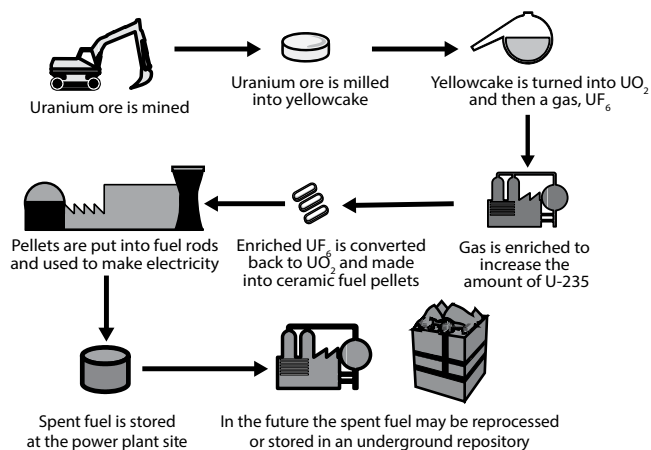 Uranium ore is mined
Uranium ore is milled
into yellowcake
Yellowcake is turned into UO₂
and then a gas, UF₆
Pellets are put into fuel rods
and used to make electricity
Enriched UF₆ is converted
back to UO₂ and made
into ceramic fuel pellets
Gas is enriched to
increase the
amount of U-235
Spent fuel is stored
at the power plant site
In the future the spent fuel may be reprocessed
or stored in an underground repository